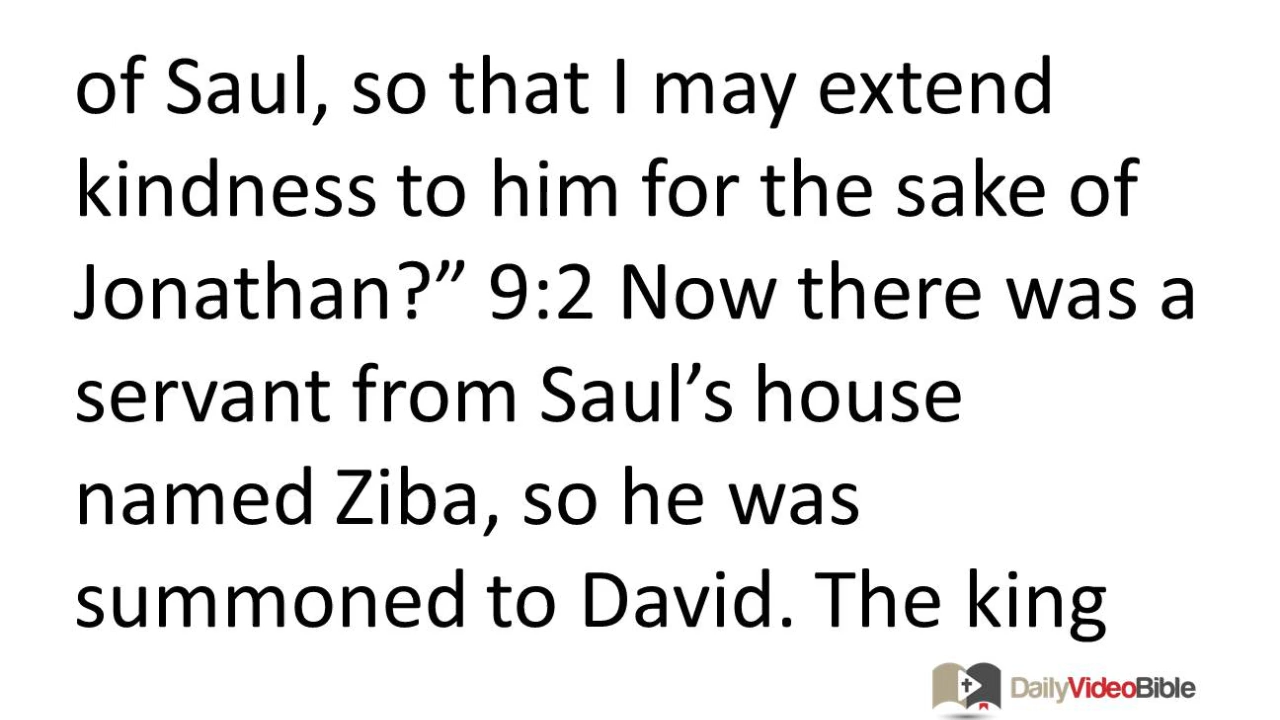 of Saul, so that I may extend
kindness to him for the sake of
Jonathan?” 9:2 Now there was a
servant from Saul’s house
named Ziba, so he was
summoned to David. The king
DailyVideoBible